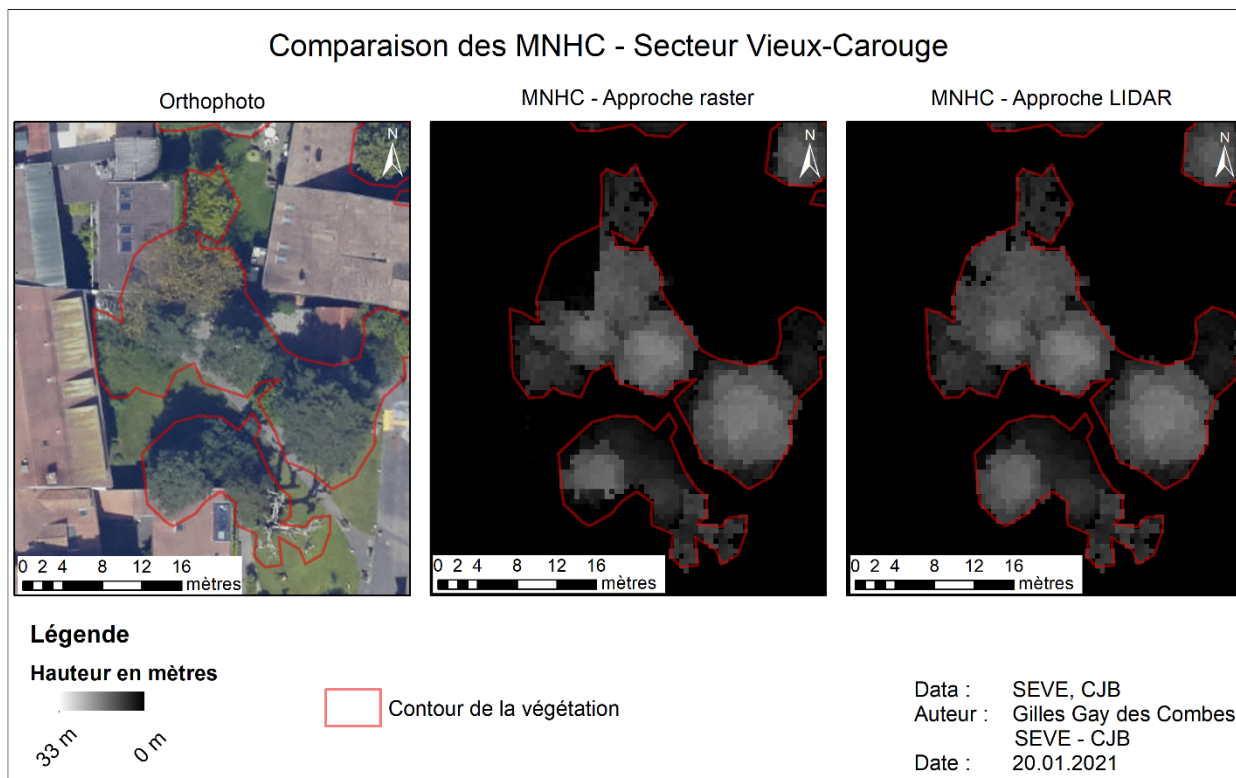 Comparaison des MNHC - Secteur Vieux-Carouge
Orthophoto
MNHC - Approche raster
MNHC - Approche LIDAR
N
N
N
0 2 4 8 12 16
mètres
0 2 4 8 12 16
mètres
0 2 4 8 12 16
mètres
Légende
Hauteur en mètres
33 m
0 m
Contour de la végétation
Data : SEVE, CJB
Auteur : Gilles Gay des Combes
SEVE - CJB
Date : 20.01.2021